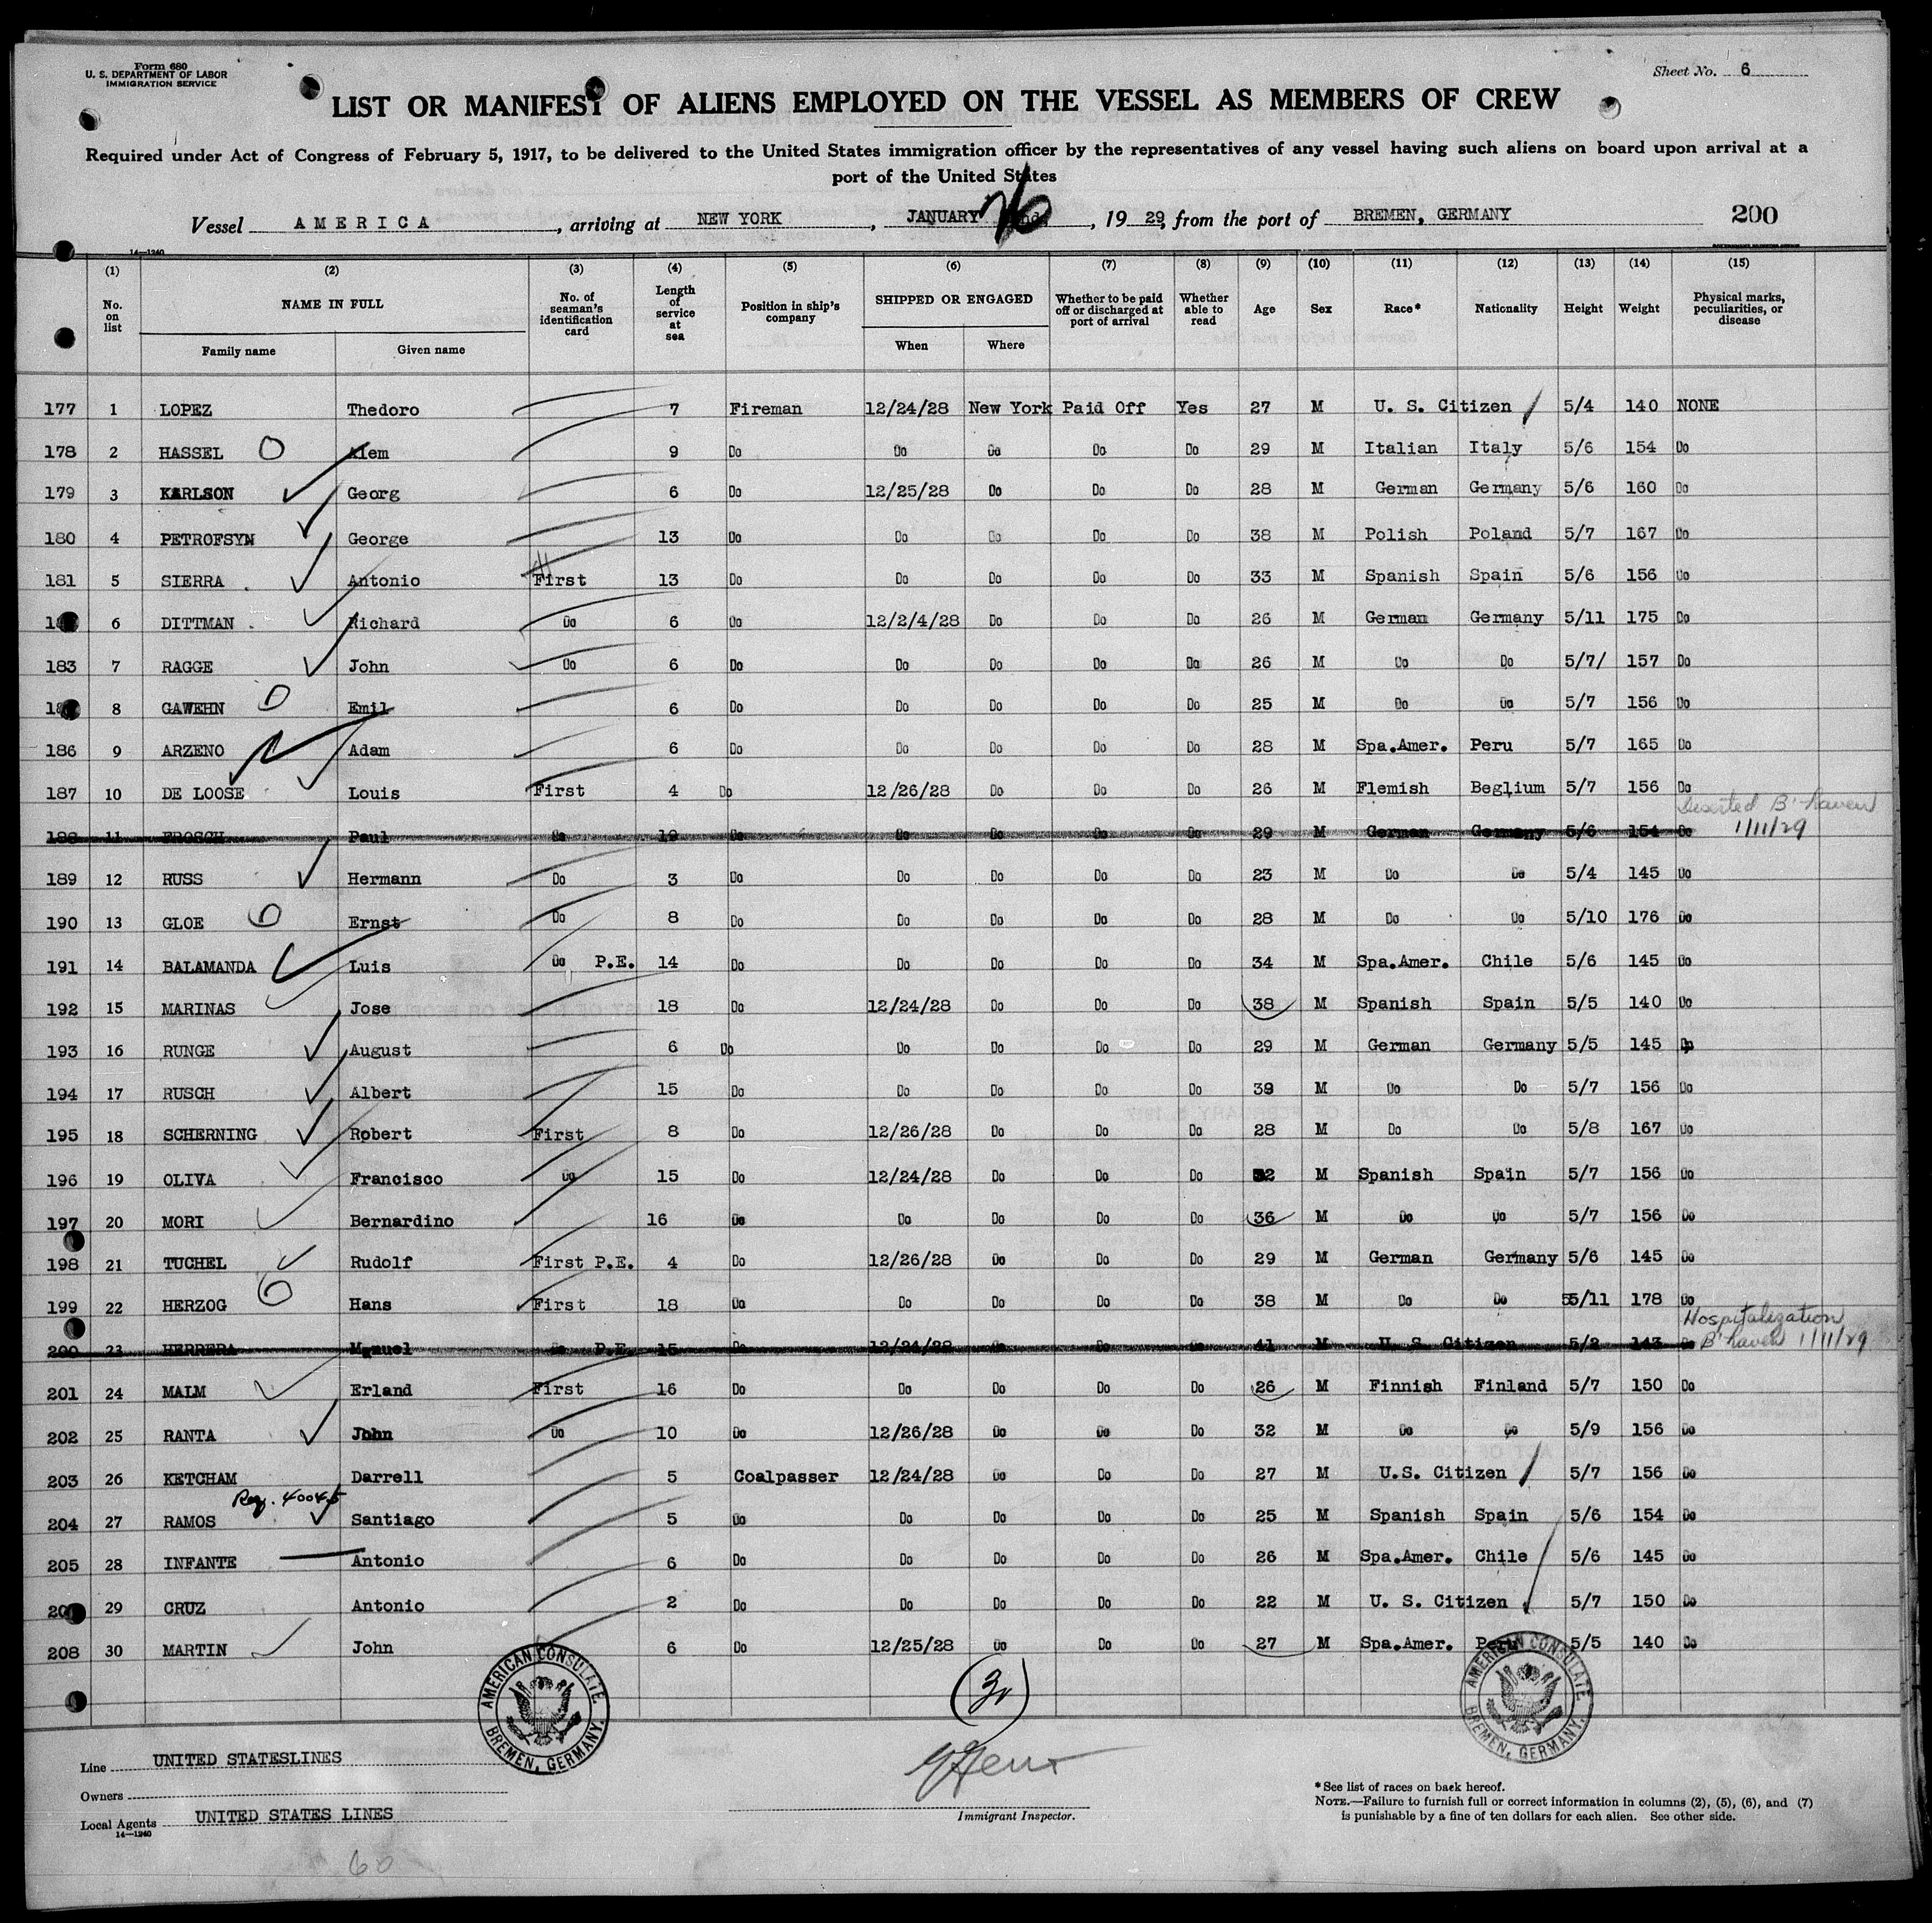 Form 680
U. S. DEPARTMENT OF LABOR
IMMIGRATION SERVICE
Sheet No. 6
LIST OR MANIFEST OF ALIENS EMPLOYED ON THE VESSEL AS MEMBERS OF CREW
Required under Act of Congress of February 5, 1917, to be delivered to the United States immigration officer by the representatives of any vessel having such aliens on board upon arrival at a
port of the United States
Vessel AMERICA, arriving at NEW YORK, JANUARY 26, 1929, from the port of BREMEN, GERMANY 200
14—1240
(1) (2) (3) (4) (5) (6) (7) (8) (9) (10) (11) (12) (13) (14) (15)
No. on list NAME IN FULL No. of seaman's identification card Length of service at sea Position in ship's company SHIPPED OR ENGAGED Whether to be paid off or discharged at port of arrival Whether able to read Age Sex Race* Nationality Height Weight Physical marks, peculiarities, or disease
Family name Given name When Where
177 1 LOPEZ Thedoro 7 Fireman 12/24/28 New York Paid Off Yes 27 M U. S. Citizen 5/4 140 NONE
178 2 HASSEL Alem 9 Do Do Do Do Do 29 M Italian Italy 5/6 154 Do
179 3 KARLSON Georg 6 Do 12/25/28 Do Do Do 28 M German Germany 5/6 160 Do
180 4 PETROFSYN George 13 Do Do Do Do Do 38 M Polish Poland 5/7 167 Do
181 5 SIERRA Antonio First 13 Do Do Do Do Do 33 M Spanish Spain 5/6 156 Do
6 DITTMAN Richard Do 6 Do 12/2/4/28 Do Do Do 26 M German Germany 5/11 175 Do
183 7 RAGGE John Do 6 Do Do Do Do Do 26 M Do Do 5/7/ 157 Do
8 GAWEHN Emil 6 Do Do Do Do Do 25 M Do Do 5/7 156 Do
186 9 ARZENO Adam 6 Do Do Do Do Do 28 M Spa.Amer. Peru 5/7 165 Do
187 10 DE LOOSE Louis First 4 Do 12/26/28 Do Do Do 26 M Flemish Beglium 5/7 156 Do
Deserted B'haven
188 11 FROSCH Paul Do 19 Do Do Do Do Do 29 M German Germany 5/6 154 Do 1/11/29
189 12 RUSS Hermann Do 3 Do Do Do Do Do 23 M Do Do 5/4 145 Do
190 13 GLOE Ernst Do 8 Do Do Do Do Do 28 M Do Do 5/10 176 Do
191 14 BALAMANDA Luis Do P.E. 14 Do Do Do Do Do 34 M Spa.Amer. Chile 5/6 145 Do
192 15 MARINAS Jose 18 Do 12/24/28 Do Do Do 38 M Spanish Spain 5/5 140 Do
193 16 RUNGE August 6 Do Do Do Do Do 29 M German Germany 5/5 145 Do
194 17 RUSCH Albert 15 Do Do Do Do Do 39 M Do Do 5/7 156 Do
195 18 SCHERNING Robert First 8 Do 12/26/28 Do Do Do 28 M Do Do 5/8 167 Do
196 19 OLIVA Francisco Do 15 Do 12/24/28 Do Do Do M Spanish Spain 5/7 156 Do
197 20 MORI Bernardino 16 Do Do Do Do Do 36 M Do Do 5/7 156 Do
198 21 TUCHEL Rudolf First P.E. 4 Do 12/26/28 Do Do Do 29 M German Germany 5/6 145 Do
199 22 HERZOG Hans First 18 Do Do Do Do Do 38 M Do Do 55/11 178 Do
Hospitalization
200 23 HERRERA Manuel Do P.E. 15 Do 12/24/28 Do Do Do 41 M U. S. Citizen 5/2 143 Do B'haven 1/11/29
201 24 MALM Erland First 16 Do Do Do Do Do 26 M Finnish Finland 5/7 150 Do
202 25 RANTA John Do 10 Do 12/26/28 Do Do Do 32 M Do Do 5/9 156 Do
203 26 KETCHAM Darrell 5 Coalpasser 12/24/28 Do Do Do 27 M U.S. Citizen 5/7 156 Do
Reg. 40045
204 27 RAMOS Santiago 5 Do Do Do Do Do 25 M Spanish Spain 5/6 154 Do
205 28 INFANTE Antonio 6 Do Do Do Do Do 26 M Spa.Amer. Chile 5/6 145 Do
29 CRUZ Antonio 2 Do Do Do Do Do 22 M U. S. Citizen 5/7 150 Do
208 30 MARTIN John 6 Do 12/25/28 Do Do Do 27 M Spa.Amer. Peru 5/5 140 Do
AMERICAN CONSULATE, BREMEN, GERMANY.
AMERICAN CONSULATE, BREMEN, GERMANY.
Line UNITED STATESLINES
Owners
Local Agents UNITED STATES LINES
14—1240
Immigrant Inspector.
*See list of races on back hereof.
NOTE.—Failure to furnish full or correct information in columns (2), (5), (6), and (7)
is punishable by a fine of ten dollars for each alien. See other side.
60